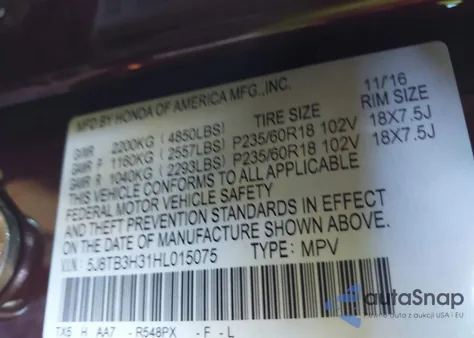 MFD BY HONDA OF AMERICA MFG.,INC. 11/16
GVWR 2200KG (4850LBS) TIRE SIZE RIM SIZE
GAWR F 1160KG (2557LBS) P235/60R18 102V 18X7.5J
GAWR R 1040KG (2293LBS) P235/60R18 102V 18X7.5J
THIS VEHICLE CONFORMS TO ALL APPLICABLE
FEDERAL MOTOR VEHICLE SAFETY
AND THEFT PREVENTION STANDARDS IN EFFECT
ON THE DATE OF MANUFACTURE SHOWN ABOVE.
V.I.N.: 5J8TB3H31HL015075 TYPE: MPV
TX5 H AA7 - R548PX - F - L
autaSnap